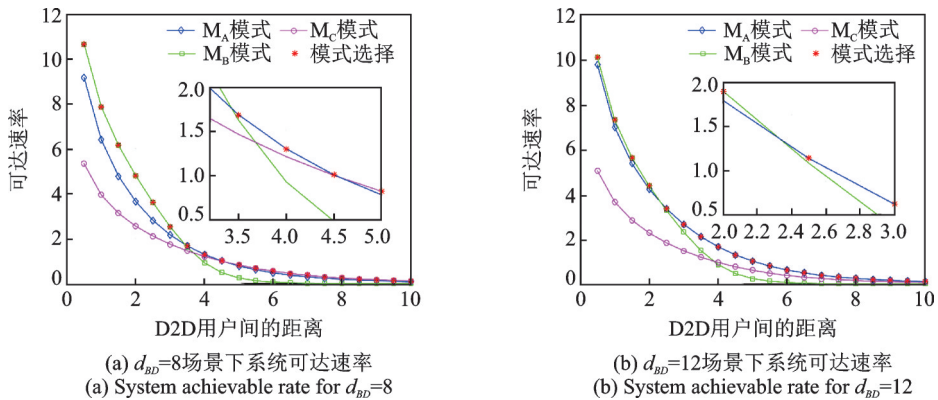 12
10
8
6
4
2
0
可达速率
M_A模式
M_C模式
M_B模式
模式选择
2.0
1.5
1.0
0.5
3.5 4.0 4.5 5.0
0 2 4 6 8 10
D2D用户间的距离
(a) d_BD=8场景下系统可达速率
(a) System achievable rate for d_BD=8
12
10
8
6
4
2
0
可达速率
M_A模式
M_C模式
M_B模式
模式选择
2.0
1.5
1.0
0.5
2.0 2.2 2.4 2.6 2.8 3.0
0 2 4 6 8 10
D2D用户间的距离
(b) d_BD=12场景下系统可达速率
(b) System achievable rate for d_BD=12